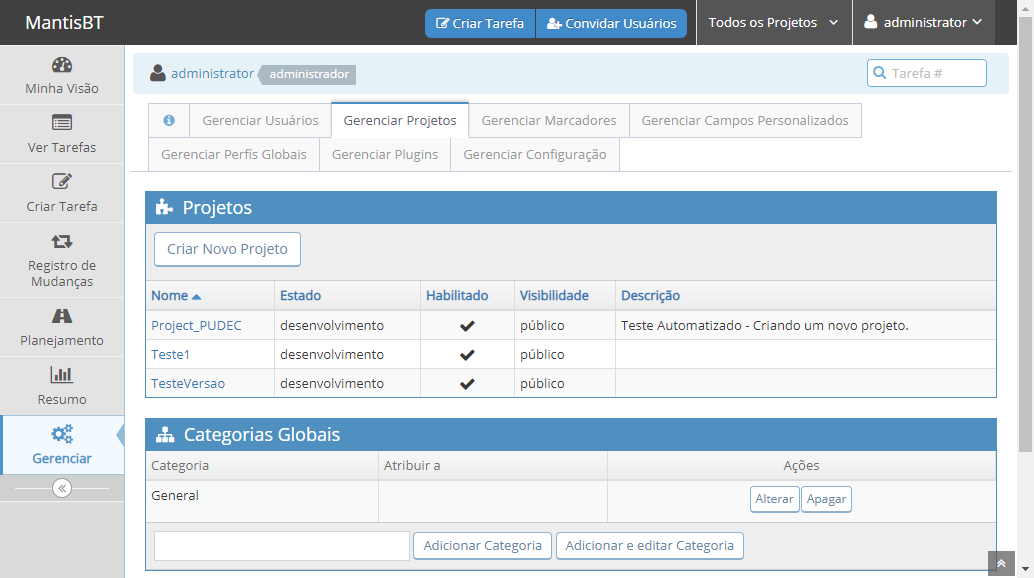 MantisBT
Criar Tarefa
Convidar Usuários
Todos os Projetos
administrator
Minha Visão
Ver Tarefas
Criar Tarefa
Registro de
Mudanças
Planejamento
Resumo
Gerenciar
administrator administrador
Tarefa #
Gerenciar Usuários
Gerenciar Projetos
Gerenciar Marcadores
Gerenciar Campos Personalizados
Gerenciar Perfís Globais
Gerenciar Plugins
Gerenciar Configuração
Projetos
Criar Novo Projeto
Nome Estado Habilitado Visibilidade Descrição
Project_PUDEC desenvolvimento público Teste Automatizado - Criando um novo projeto.
Teste1 desenvolvimento público
TesteVersao desenvolvimento público
Categorias Globais
Categoria Atribuir a Ações
General Alterar Apagar
Adicionar Categoria Adicionar e editar Categoria